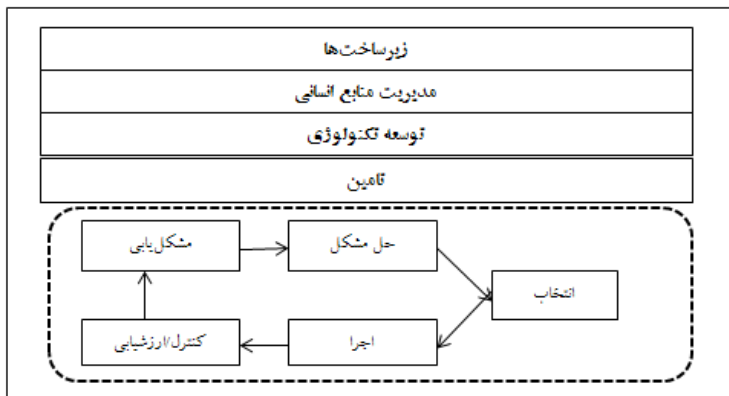 زیرساخت‌ها
مدیریت منابع انسانی
توسعه تکنولوژی
تامین
مشکل‌یابی
حل مشکل
انتخاب
اجرا
کنترل/ارزشیابی